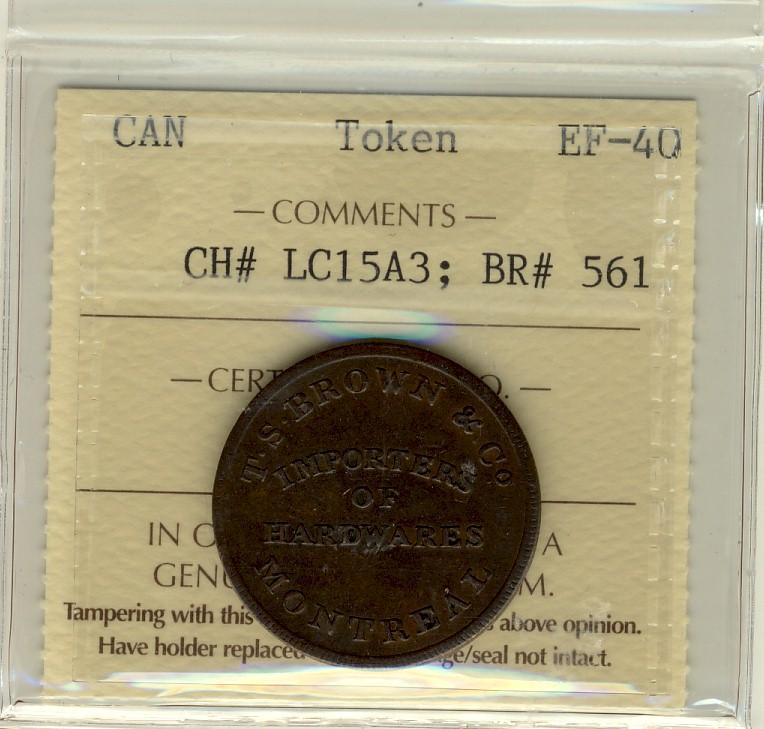 CAN Token EF-40
— COMMENTS —
CH# LC15A3; BR# 561
T. S. BROWN & Co
IMPORTERS
OF
HARDWARES
MONTREAL
IN A
M.
Tampering with this above opinion.
Have holder replaced seal not intact.